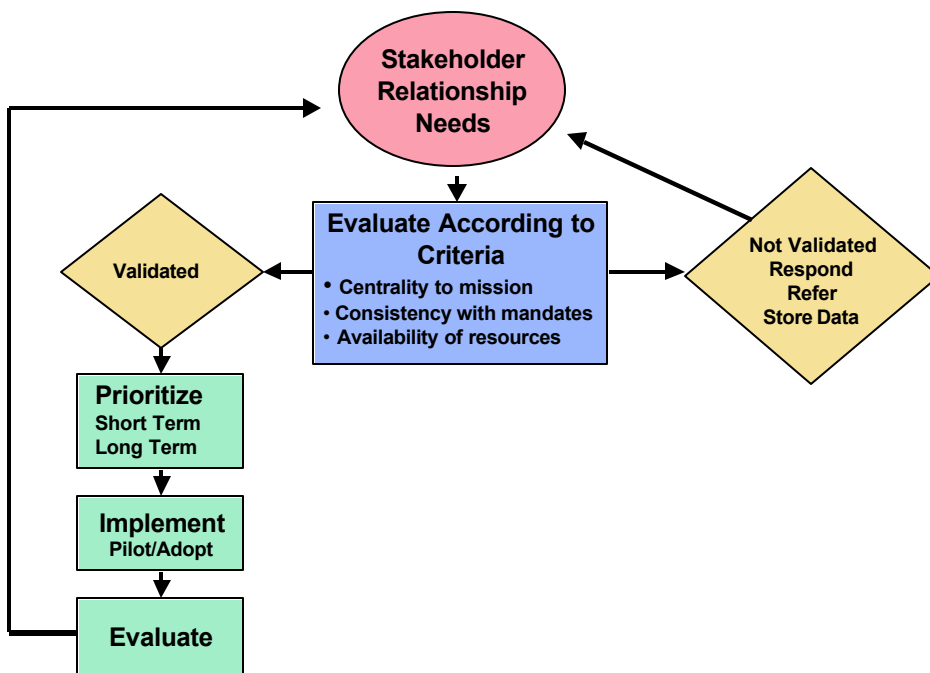 Stakeholder
Relationship
Needs
Evaluate According to
Criteria
• Centrality to mission
• Consistency with mandates
• Availability of resources
Validated
Not Validated
Respond
Refer
Store Data
Prioritize
Short Term
Long Term
Implement
Pilot/Adopt
Evaluate